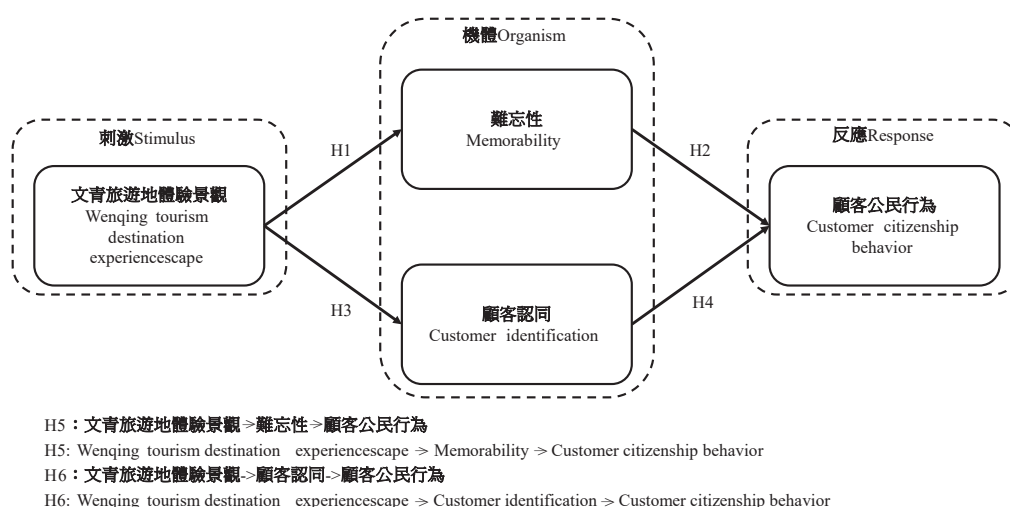 機體Organism
難忘性
Memorability
刺激Stimulus
文青旅遊地體驗景觀
Wenqing tourism
destination
experiencescape
H1
H2
H3
H4
顧客認同
Customer identification
反應Response
顧客公民行為
Customer citizenship
behavior
H5：文青旅遊地體驗景觀->難忘性->顧客公民行為
H5: Wenqing tourism destination experiencescape -> Memorability -> Customer citizenship behavior
H6：文青旅遊地體驗景觀->顧客認同->顧客公民行為
H6: Wenqing tourism destination experiencescape -> Customer identification -> Customer citizenship behavior